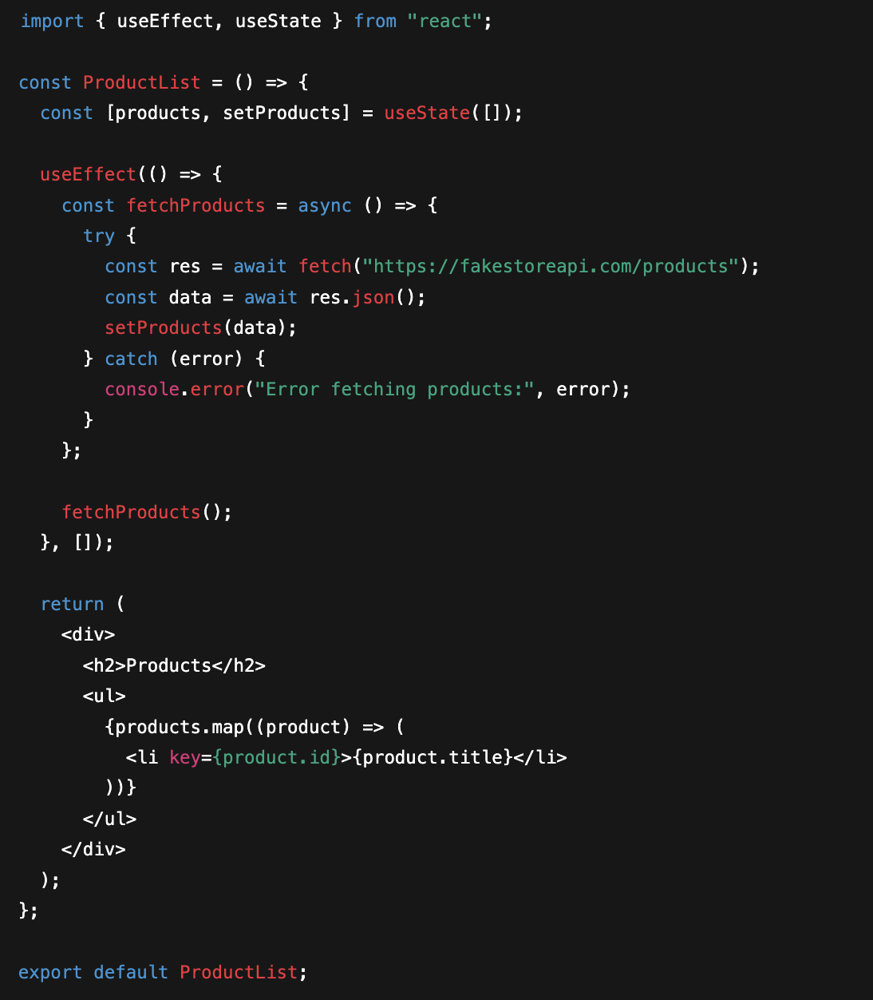 import { useEffect, useState } from "react";

const ProductList = () => {
  const [products, setProducts] = useState([]);

  useEffect(() => {
    const fetchProducts = async () => {
      try {
        const res = await fetch("https://fakestoreapi.com/products");
        const data = await res.json();
        setProducts(data);
      } catch (error) {
        console.error("Error fetching products:", error);
      }
    };

    fetchProducts();
  }, []);

  return (
    <div>
      <h2>Products</h2>
      <ul>
        {products.map((product) => (
          <li key={product.id}>{product.title}</li>
        ))}
      </ul>
    </div>
  );
};

export default ProductList;